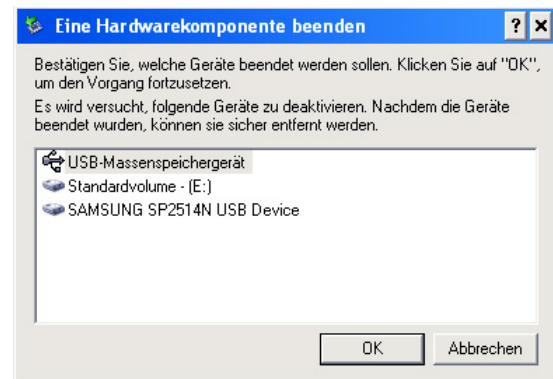 Eine Hardwarekomponente beenden
Bestätigen Sie, welche Geräte beendet werden sollen. Klicken Sie auf "OK",
um den Vorgang fortzusetzen.
Es wird versucht, folgende Geräte zu deaktivieren. Nachdem die Geräte
beendet wurden, können sie sicher entfernt werden.
USB-Massenspeichergerät
Standardvolume - (E:)
SAMSUNG SP2514N USB Device
OK Abbrechen